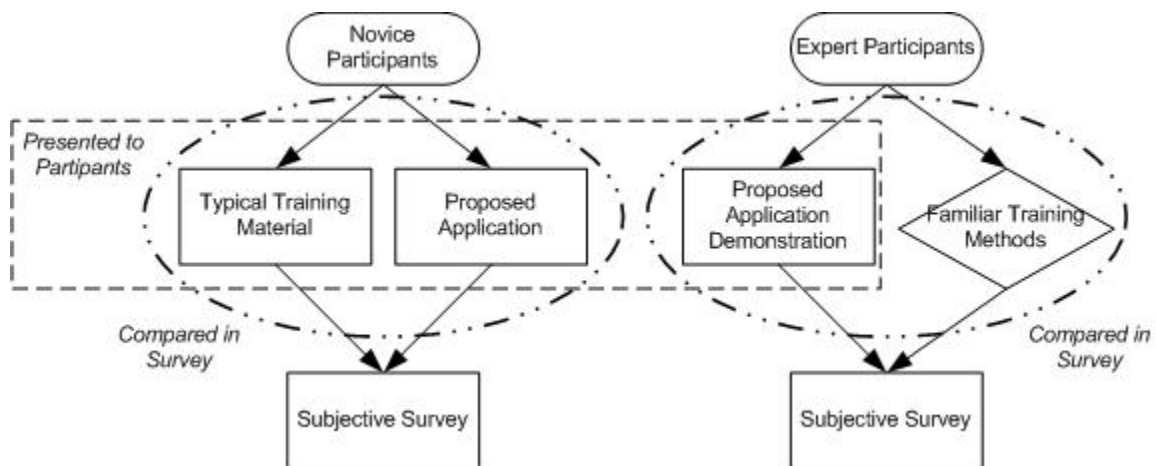 Novice
Participants
Expert Participants
Presented to
Partipants
Typical Training
Material
Proposed
Application
Proposed
Application
Demonstration
Familiar Training
Methods
Compared in
Survey
Compared in
Survey
Subjective Survey
Subjective Survey